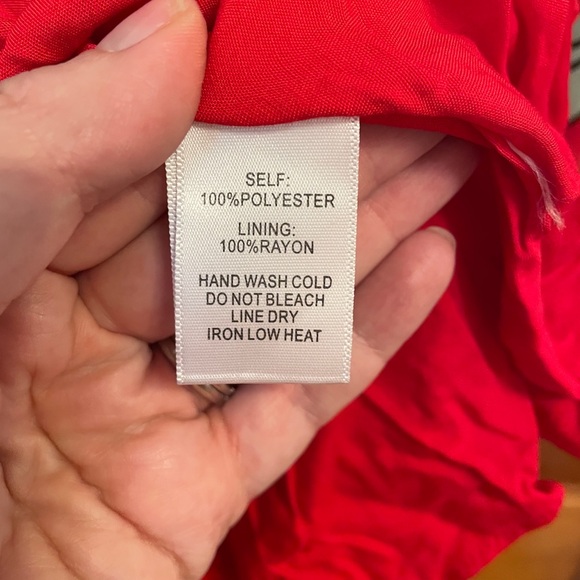 SELF:
100%POLYESTER
LINING:
100%RAYON
HAND WASH COLD
DO NOT BLEACH
LINE DRY
IRON LOW HEAT